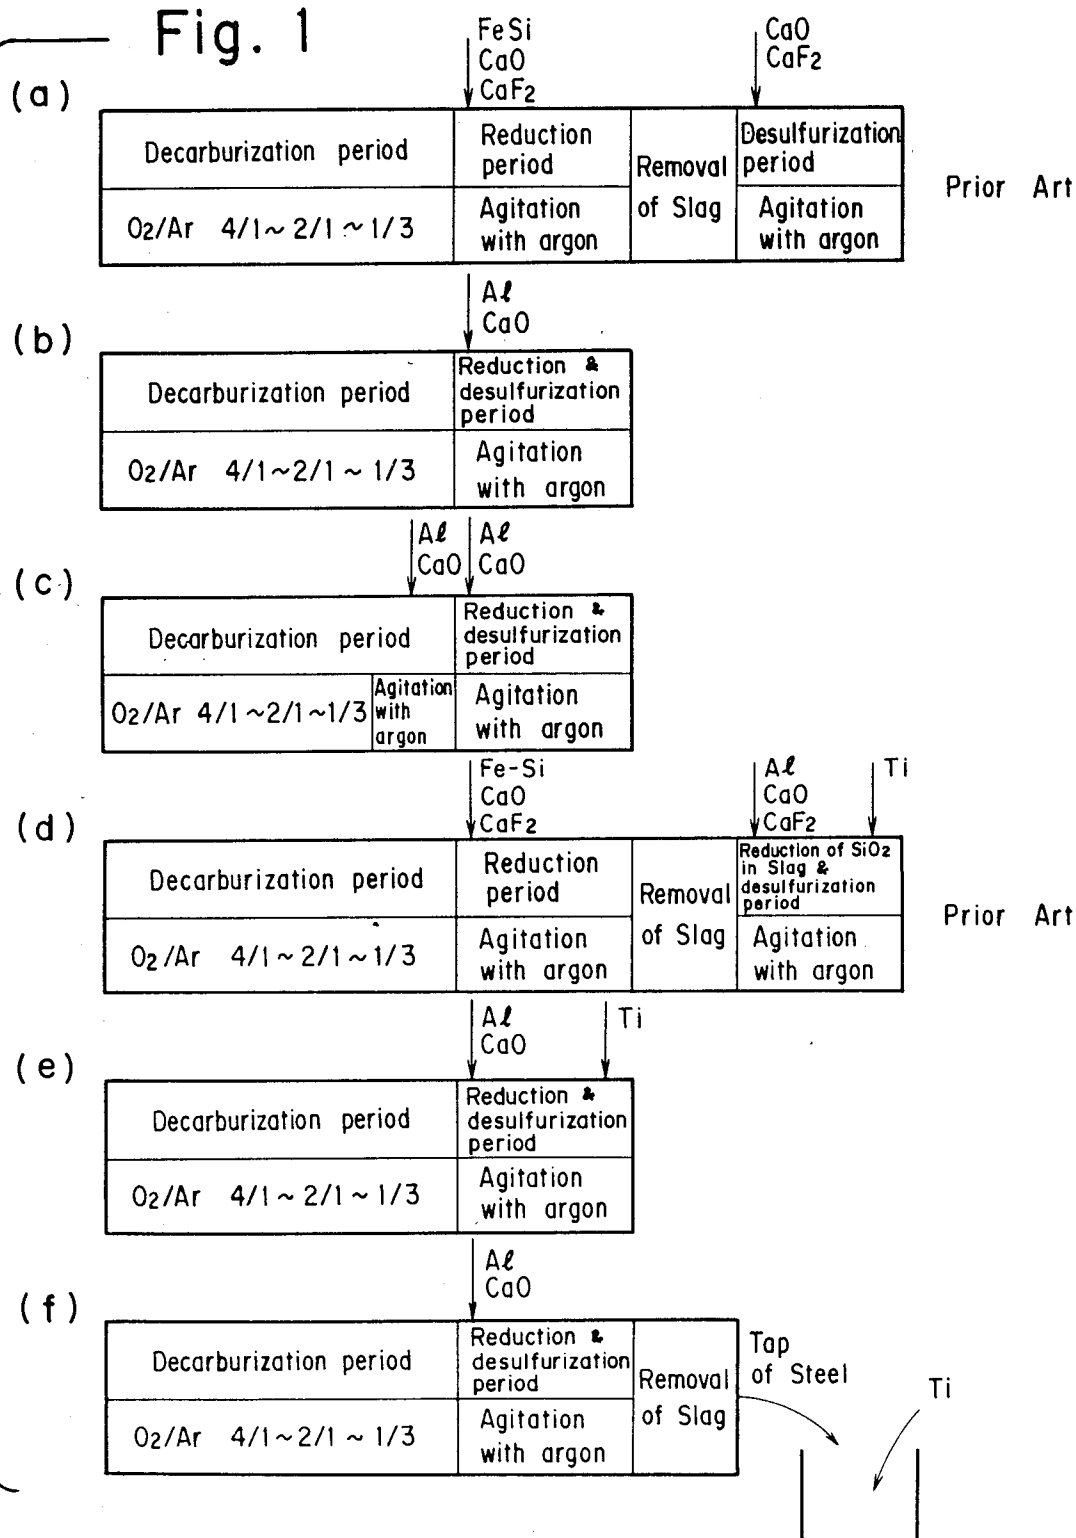 Fig. 1
(a)
FeSi
CaO
CaF2
CaO
CaF2
Decarburization period
Reduction
period
Removal
of Slag
Desulfurization
period
O2/Ar 4/1~2/1~1/3
Agitation
with argon
Agitation
with argon
Prior Art
(b)
Al
CaO
Decarburization period
Reduction &
desulfurization
period
O2/Ar 4/1~2/1~1/3
Agitation
with argon
(c)
Al
CaO
Al
CaO
Decarburization period
Reduction &
desulfurization
period
O2/Ar 4/1~2/1~1/3
Agitation
with
argon
Agitation
with argon
(d)
Fe-Si
CaO
CaF2
Al
CaO
CaF2
Ti
Decarburization period
Reduction
period
Removal
of Slag
Reduction of SiO2
in Slag &
desulfurization
period
O2/Ar 4/1~2/1~1/3
Agitation
with argon
Agitation
with argon
Prior Art
(e)
Al
CaO
Ti
Decarburization period
Reduction &
desulfurization
period
O2/Ar 4/1~2/1~1/3
Agitation
with argon
(f)
Al
CaO
Decarburization period
Reduction &
desulfurization
period
Removal
of Slag
O2/Ar 4/1~2/1~1/3
Agitation
with argon
Tap
of Steel
Ti